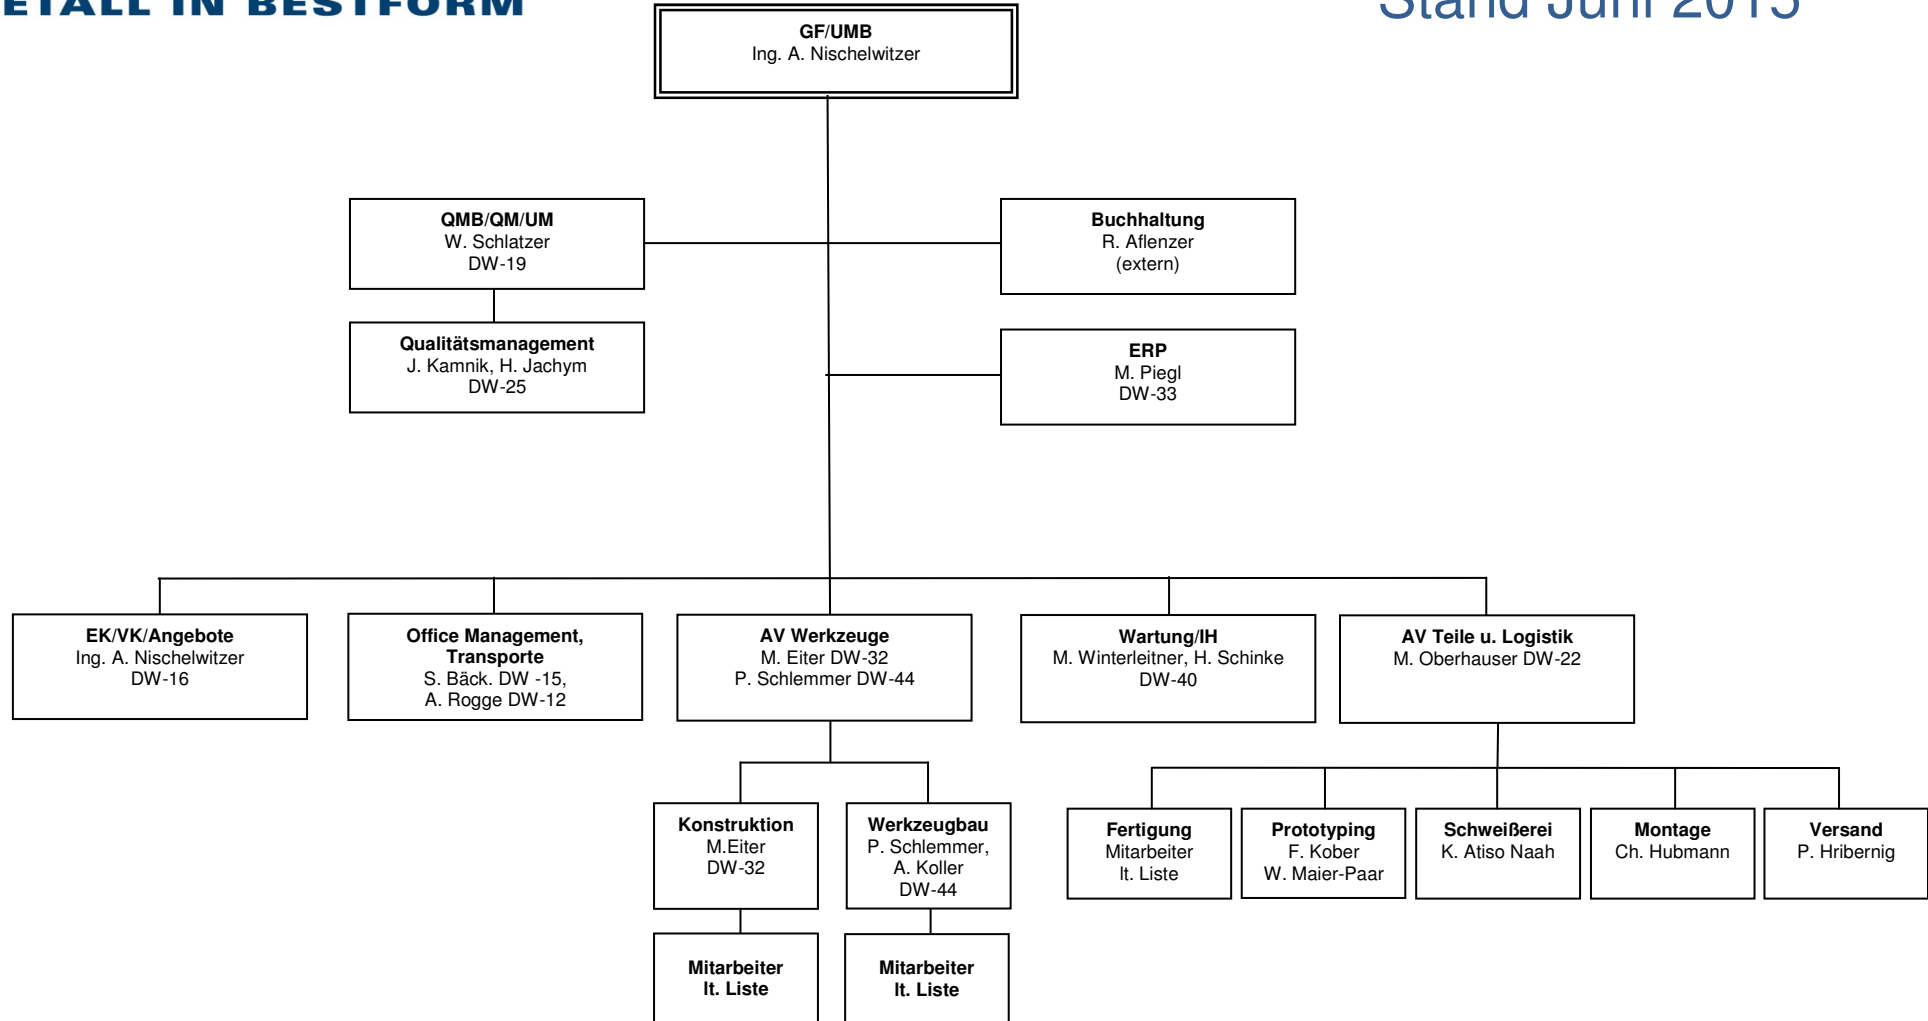 ETALL IN BESTFORM
Stand Juni 2015
GF/UMB
Ing. A. Nischelwitzer
QMB/QM/UM
W. Schlatzer
DW-19
Buchhaltung
R. Aflenzer
(extern)
Qualitätsmanagement
J. Kamnik, H. Jachym
DW-25
ERP
M. Piegl
DW-33
EK/VK/Angebote
Ing. A. Nischelwitzer
DW-16
Office Management,
Transporte
S. Bäck. DW -15,
A. Rogge DW-12
AV Werkzeuge
M. Eiter DW-32
P. Schlemmer DW-44
Wartung/IH
M. Winterleitner, H. Schinke
DW-40
AV Teile u. Logistik
M. Oberhauser DW-22
Konstruktion
M.Eiter
DW-32
Werkzeugbau
P. Schlemmer,
A. Koller
DW-44
Fertigung
Mitarbeiter
lt. Liste
Prototyping
F. Kober
W. Maier-Paar
Schweißerei
K. Atiso Naah
Montage
Ch. Hubmann
Versand
P. Hribernig
Mitarbeiter
lt. Liste
Mitarbeiter
lt. Liste